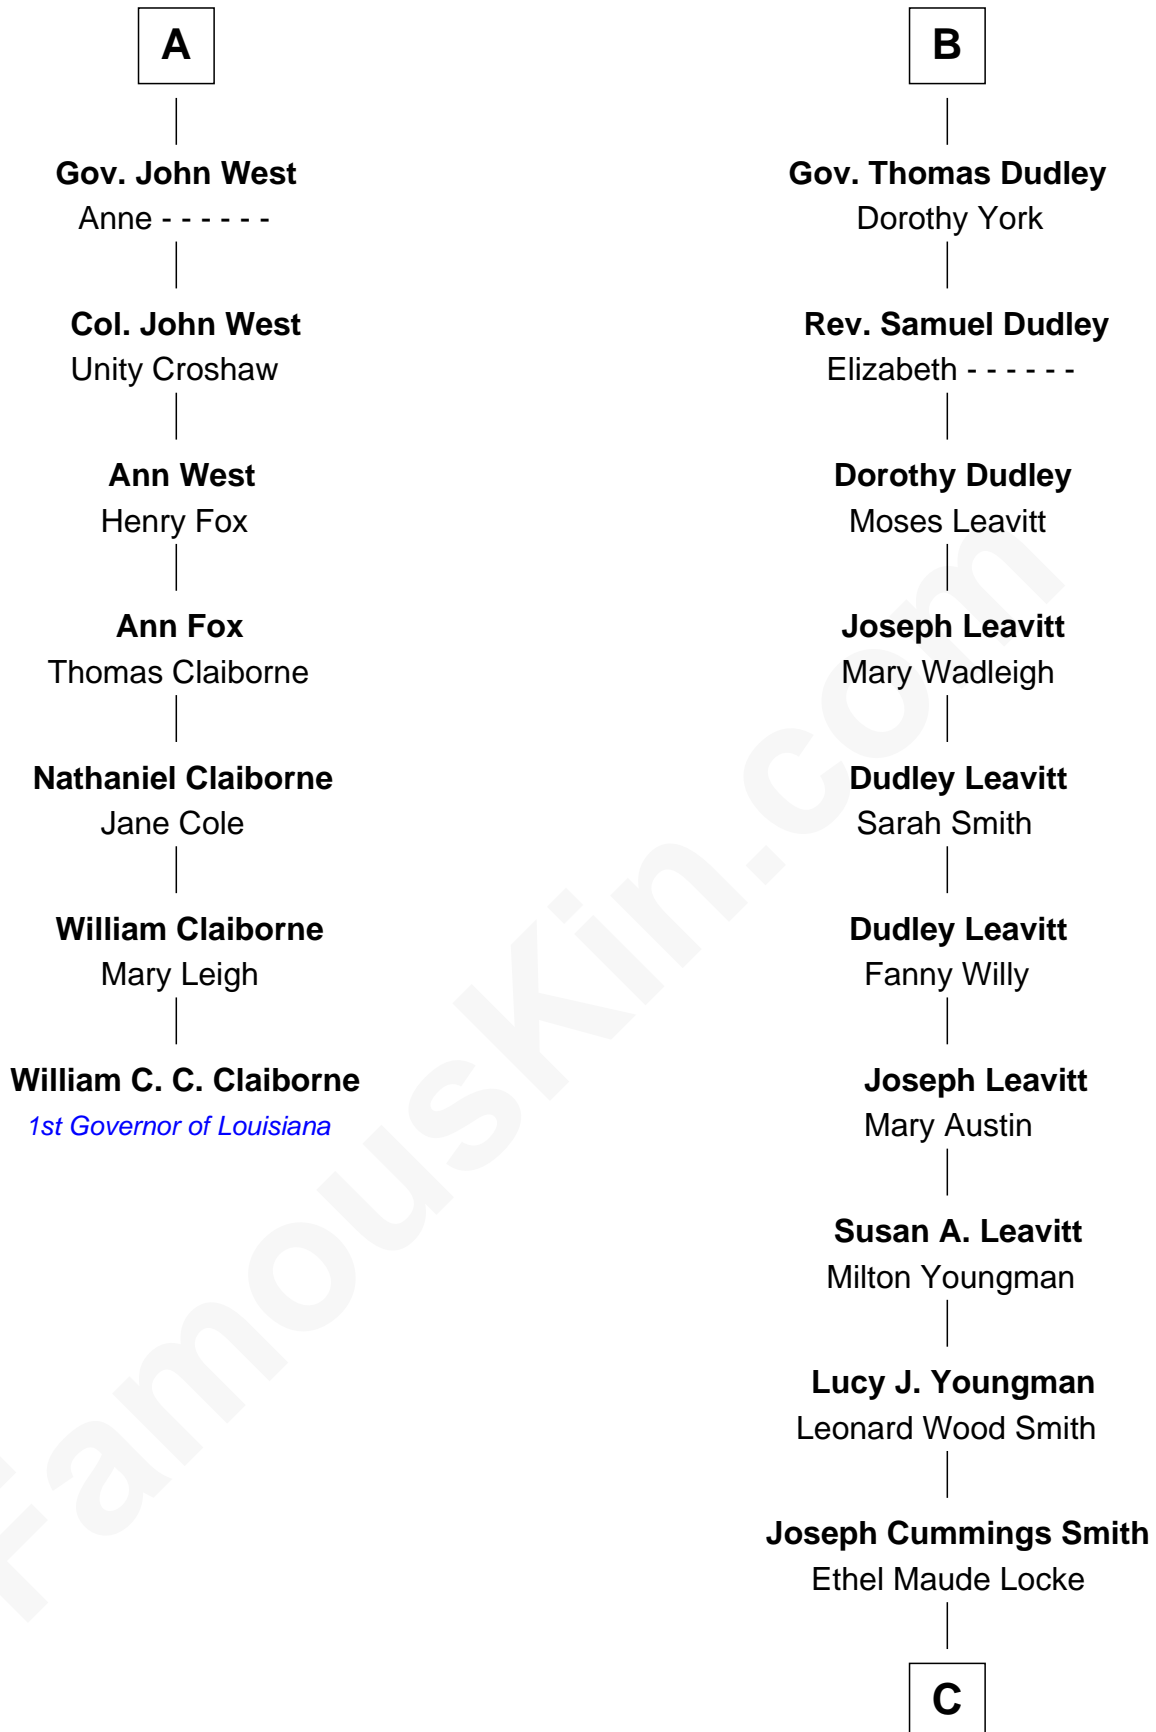 A
Gov. John West
Anne - - - - - -
Col. John West
Unity Croshaw
Ann West
Henry Fox
Ann Fox
Thomas Claiborne
Nathaniel Claiborne
Jane Cole
William Claiborne
Mary Leigh
William C. C. Claiborne
1st Governor of Louisiana
B
Gov. Thomas Dudley
Dorothy York
Rev. Samuel Dudley
Elizabeth - - - - - -
Dorothy Dudley
Moses Leavitt
Joseph Leavitt
Mary Wadleigh
Dudley Leavitt
Sarah Smith
Dudley Leavitt
Fanny Willy
Joseph Leavitt
Mary Austin
Susan A. Leavitt
Milton Youngman
Lucy J. Youngman
Leonard Wood Smith
Joseph Cummings Smith
Ethel Maude Locke
C
FamousKin.com